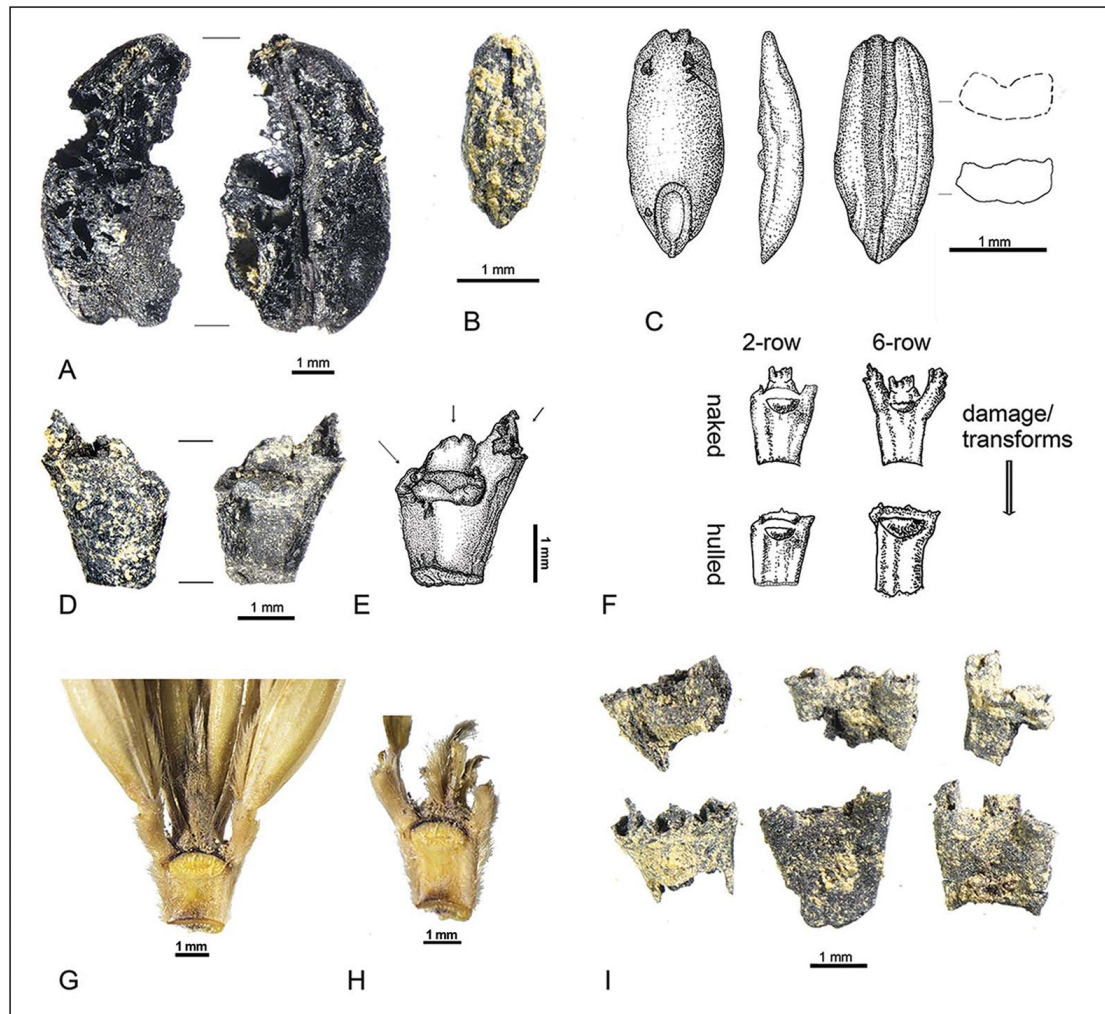 1 mm
A
1 mm
B
1 mm
C
1 mm
D
1 mm
E
2-row
6-row
naked
hulled
damage/
transforms
F
1 mm
G
1 mm
H
1 mm
I